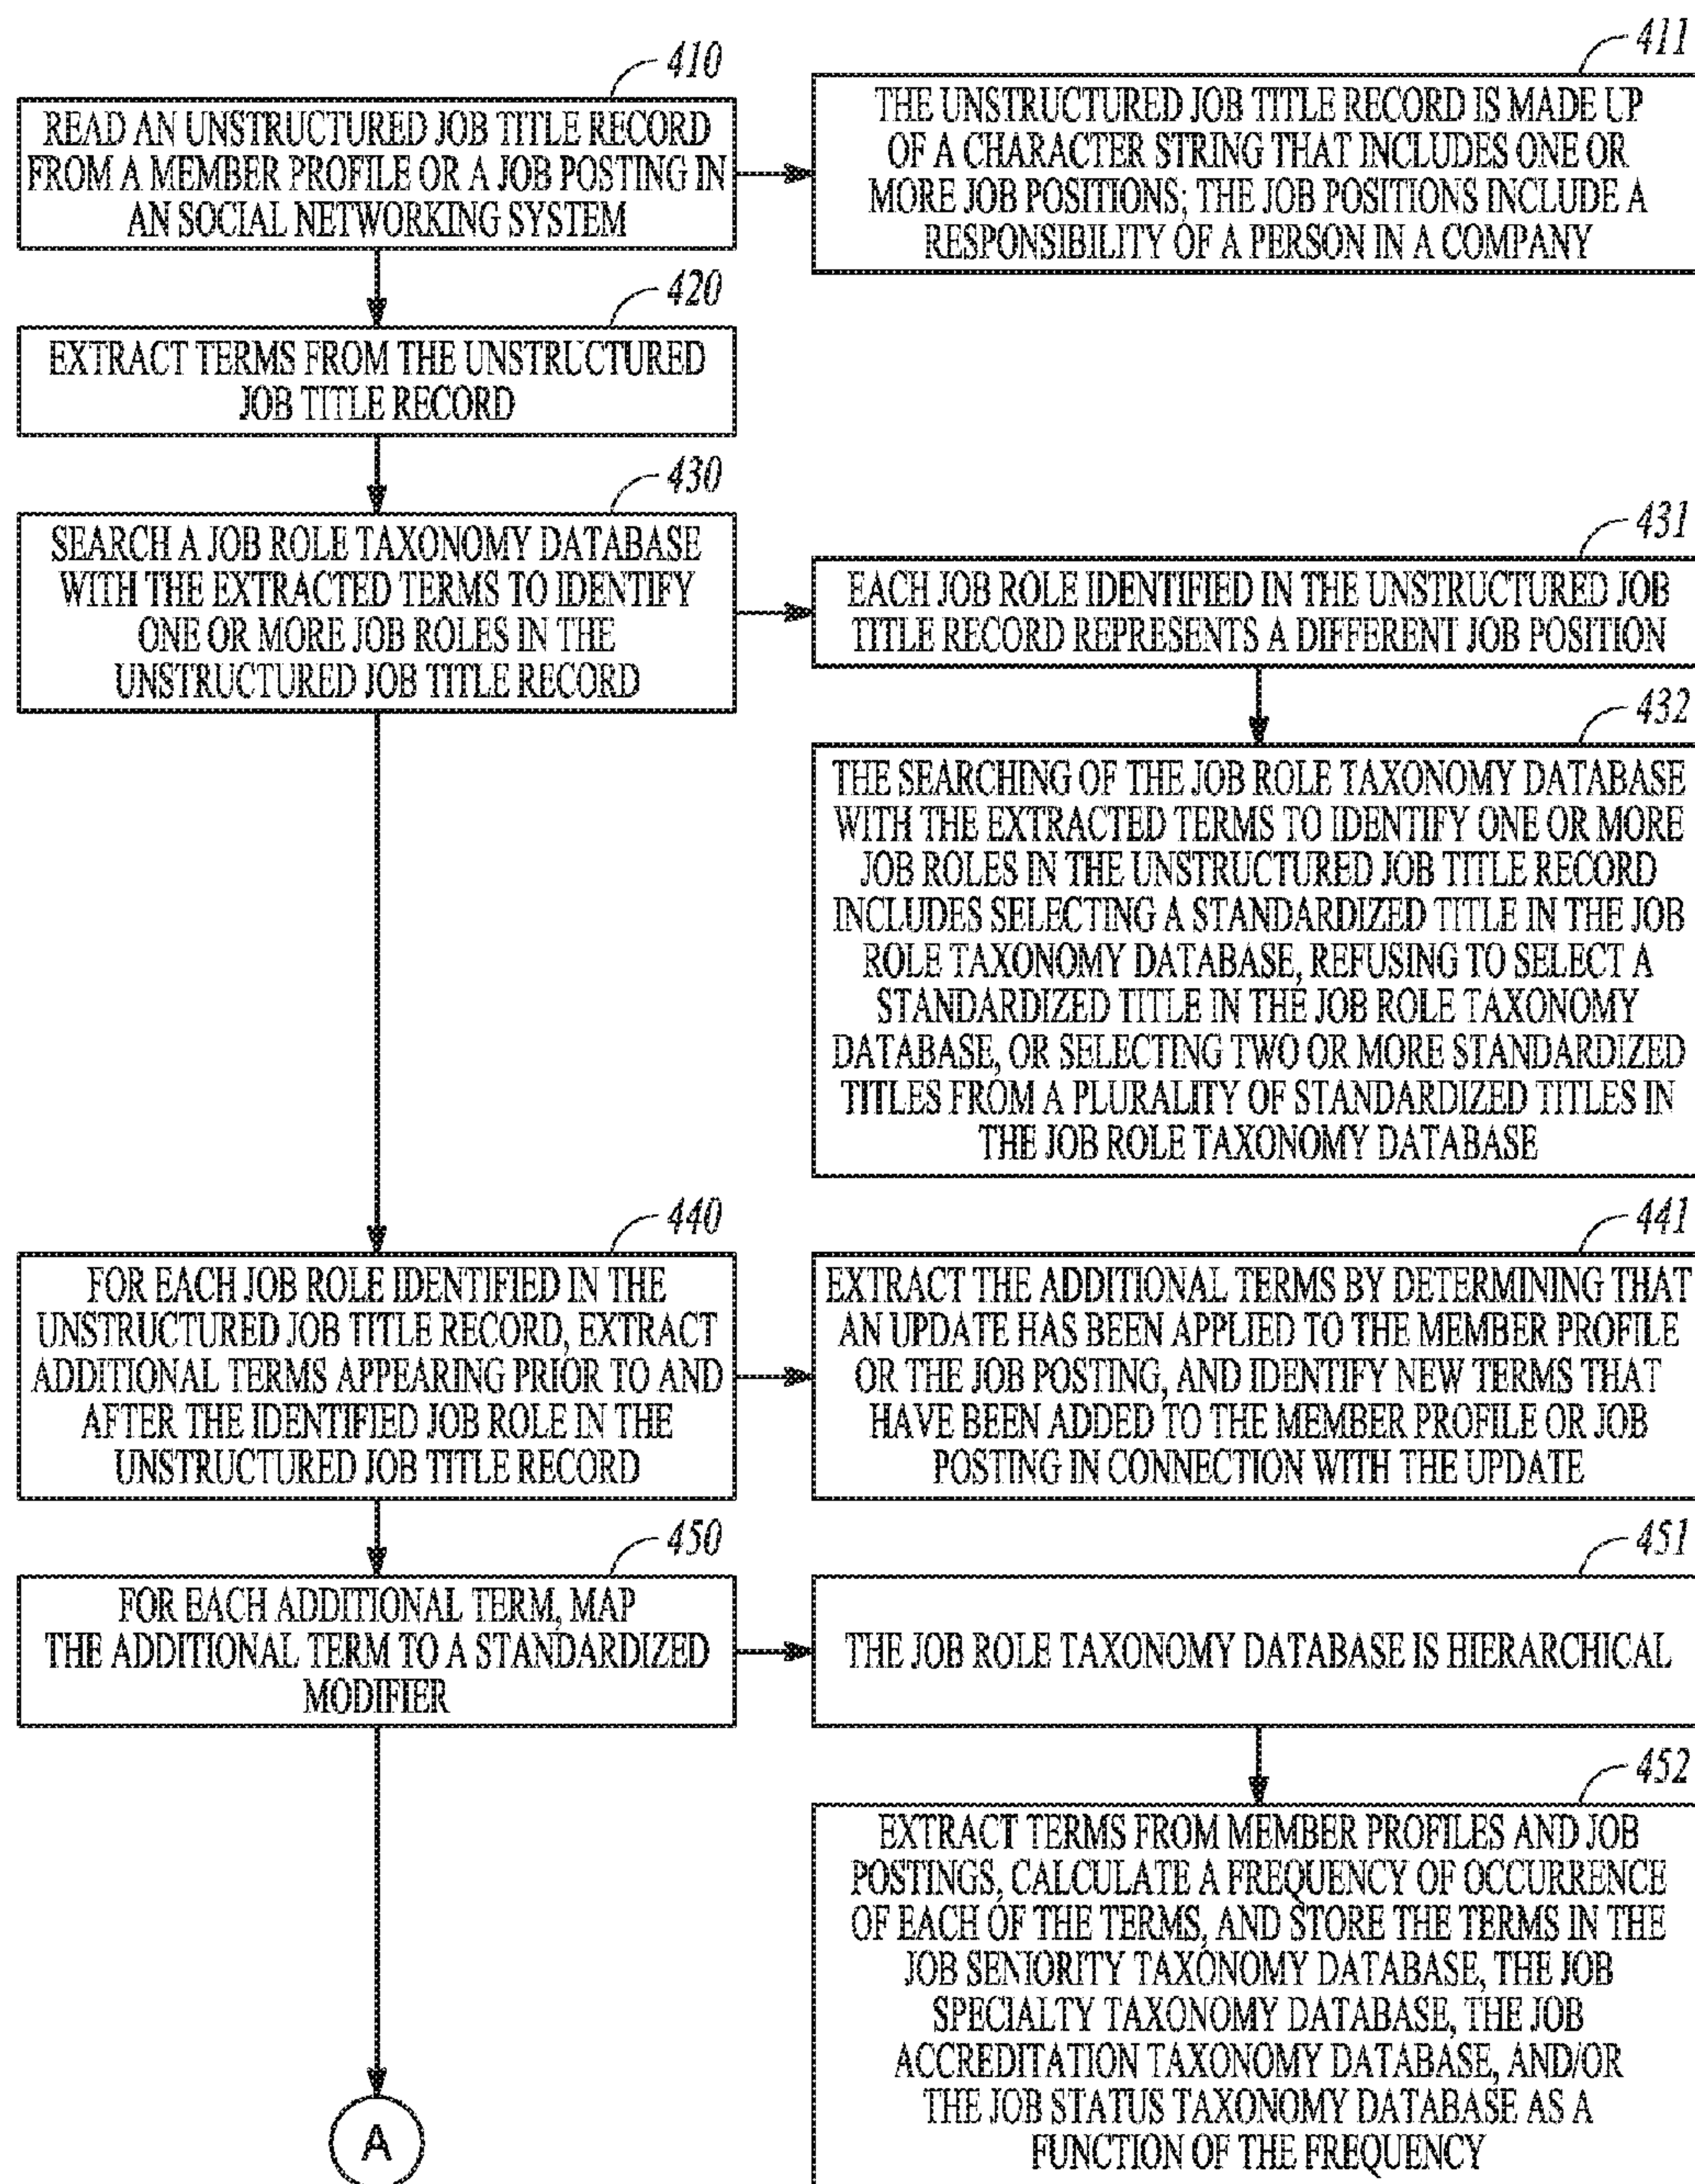 410
READ AN UNSTRUCTURED JOB TITLE RECORD
FROM A MEMBER PROFILE OR A JOB POSTING IN
AN SOCIAL NETWORKING SYSTEM
411
THE UNSTRUCTURED JOB TITLE RECORD IS MADE UP
OF A CHARACTER STRING THAT INCLUDES ONE OR
MORE JOB POSITIONS; THE JOB POSITIONS INCLUDE A
RESPONSIBILITY OF A PERSON IN A COMPANY
420
EXTRACT TERMS FROM THE UNSTRUCTURED
JOB TITLE RECORD
430
SEARCH A JOB ROLE TAXONOMY DATABASE
WITH THE EXTRACTED TERMS TO IDENTIFY
ONE OR MORE JOB ROLES IN THE
UNSTRUCTURED JOB TITLE RECORD
431
EACH JOB ROLE IDENTIFIED IN THE UNSTRUCTURED JOB
TITLE RECORD REPRESENTS A DIFFERENT JOB POSITION
432
THE SEARCHING OF THE JOB ROLE TAXONOMY DATABASE
WITH THE EXTRACTED TERMS TO IDENTIFY ONE OR MORE
JOB ROLES IN THE UNSTRUCTURED JOB TITLE RECORD
INCLUDES SELECTING A STANDARDIZED TITLE IN THE JOB
ROLE TAXONOMY DATABASE, REFUSING TO SELECT A
STANDARDIZED TITLE IN THE JOB ROLE TAXONOMY
DATABASE, OR SELECTING TWO OR MORE STANDARDIZED
TITLES FROM A PLURALITY OF STANDARDIZED TITLES IN
THE JOB ROLE TAXONOMY DATABASE
440
FOR EACH JOB ROLE IDENTIFIED IN THE
UNSTRUCTURED JOB TITLE RECORD, EXTRACT
ADDITIONAL TERMS APPEARING PRIOR TO AND
AFTER THE IDENTIFIED JOB ROLE IN THE
UNSTRUCTURED JOB TITLE RECORD
441
EXTRACT THE ADDITIONAL TERMS BY DETERMINING THAT
AN UPDATE HAS BEEN APPLIED TO THE MEMBER PROFILE
OR THE JOB POSTING, AND IDENTIFY NEW TERMS THAT
HAVE BEEN ADDED TO THE MEMBER PROFILE OR JOB
POSTING IN CONNECTION WITH THE UPDATE
450
FOR EACH ADDITIONAL TERM, MAP
THE ADDITIONAL TERM TO A STANDARDIZED
MODIFIER
451
THE JOB ROLE TAXONOMY DATABASE IS HIERARCHICAL
452
EXTRACT TERMS FROM MEMBER PROFILES AND JOB
POSTINGS, CALCULATE A FREQUENCY OF OCCURRENCE
OF EACH OF THE TERMS, AND STORE THE TERMS IN THE
JOB SENIORITY TAXONOMY DATABASE, THE JOB
SPECIALTY TAXONOMY DATABASE, THE JOB
ACCREDITATION TAXONOMY DATABASE, AND/OR
THE JOB STATUS TAXONOMY DATABASE AS A
FUNCTION OF THE FREQUENCY
A